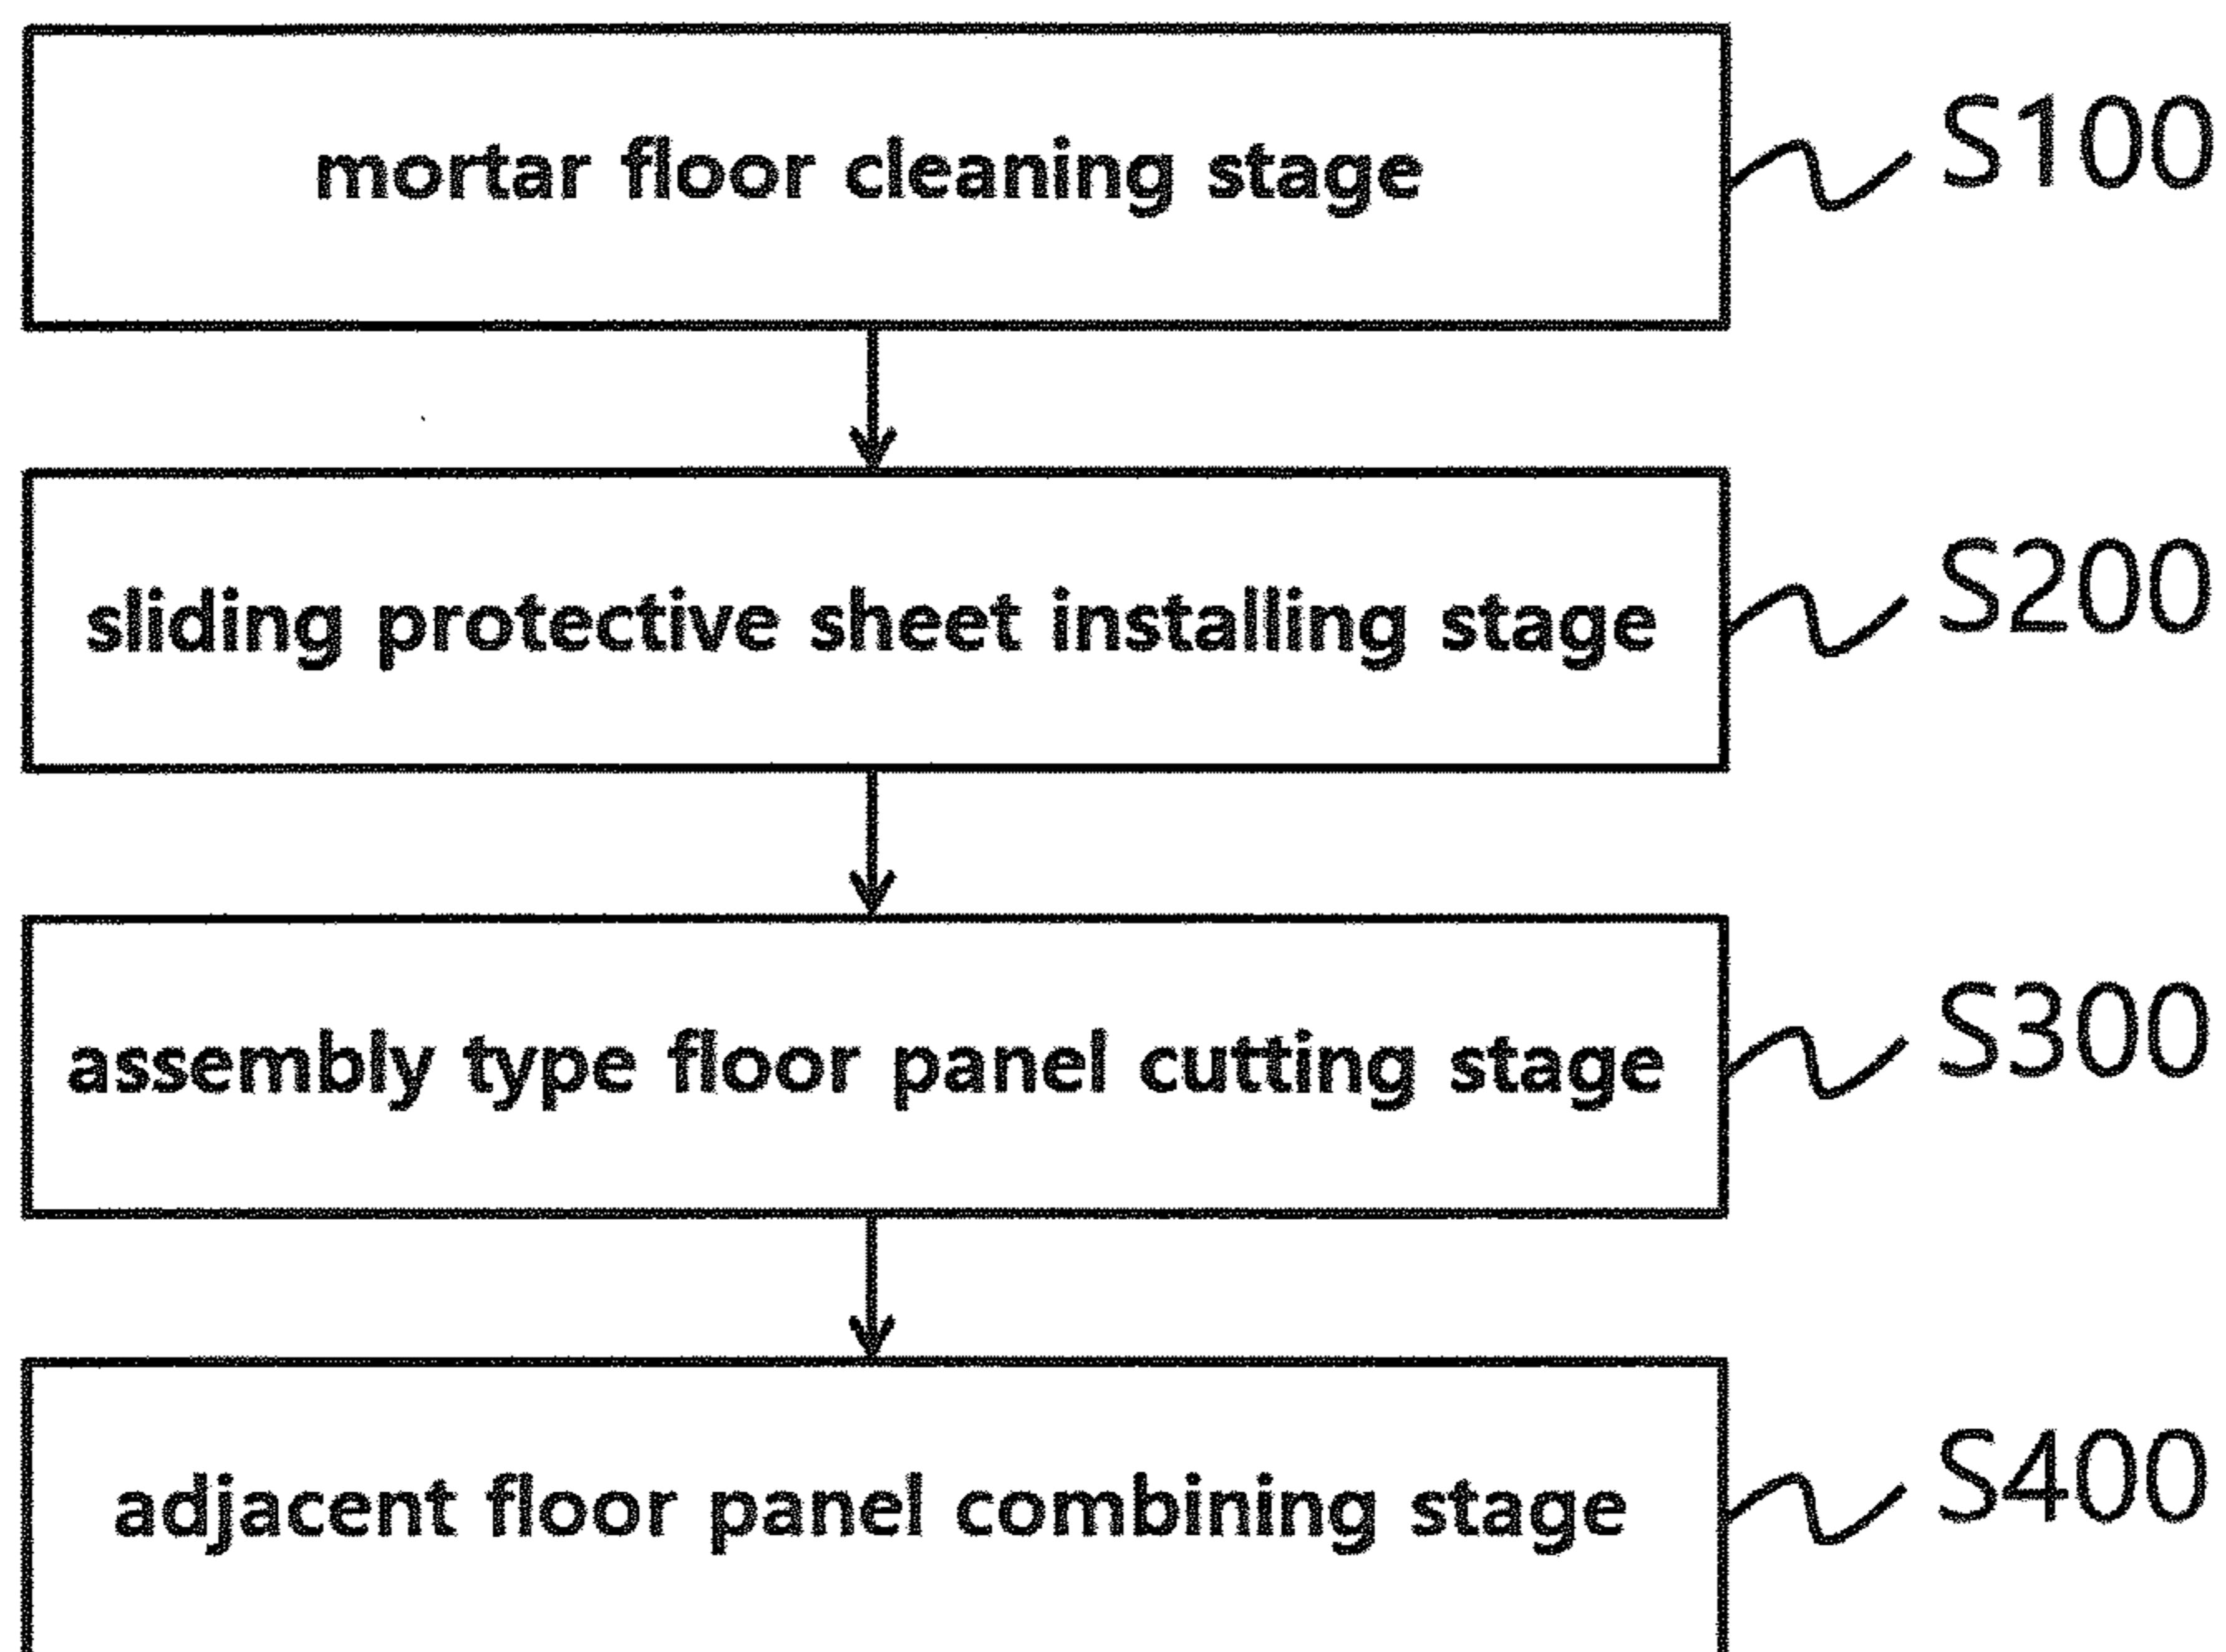 mortar floor cleaning stage S100
sliding protective sheet installing stage S200
assembly type floor panel cutting stage S300
adjacent floor panel combining stage S400